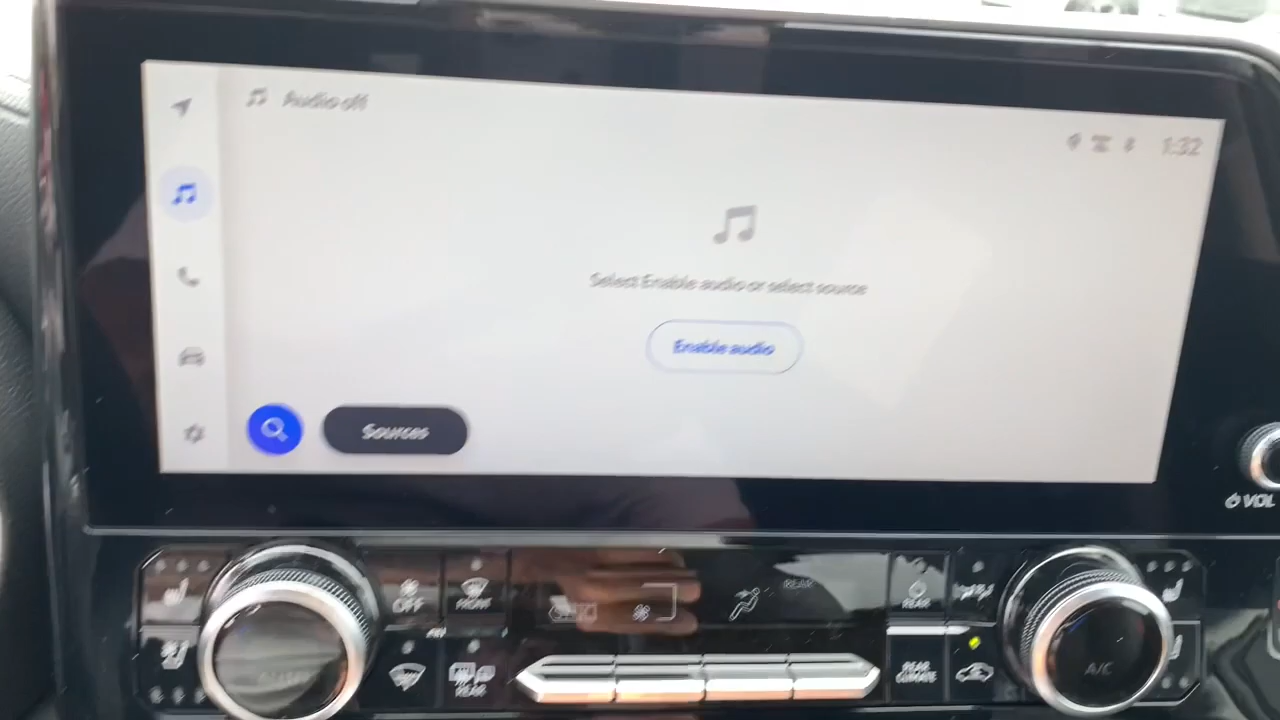 Audio off
1:32
Select Enable audio or select source
Enable audio
Sources
VOL
OFF
FRONT
REAR
REAR
REAR
REAR CLIMATE
A/C